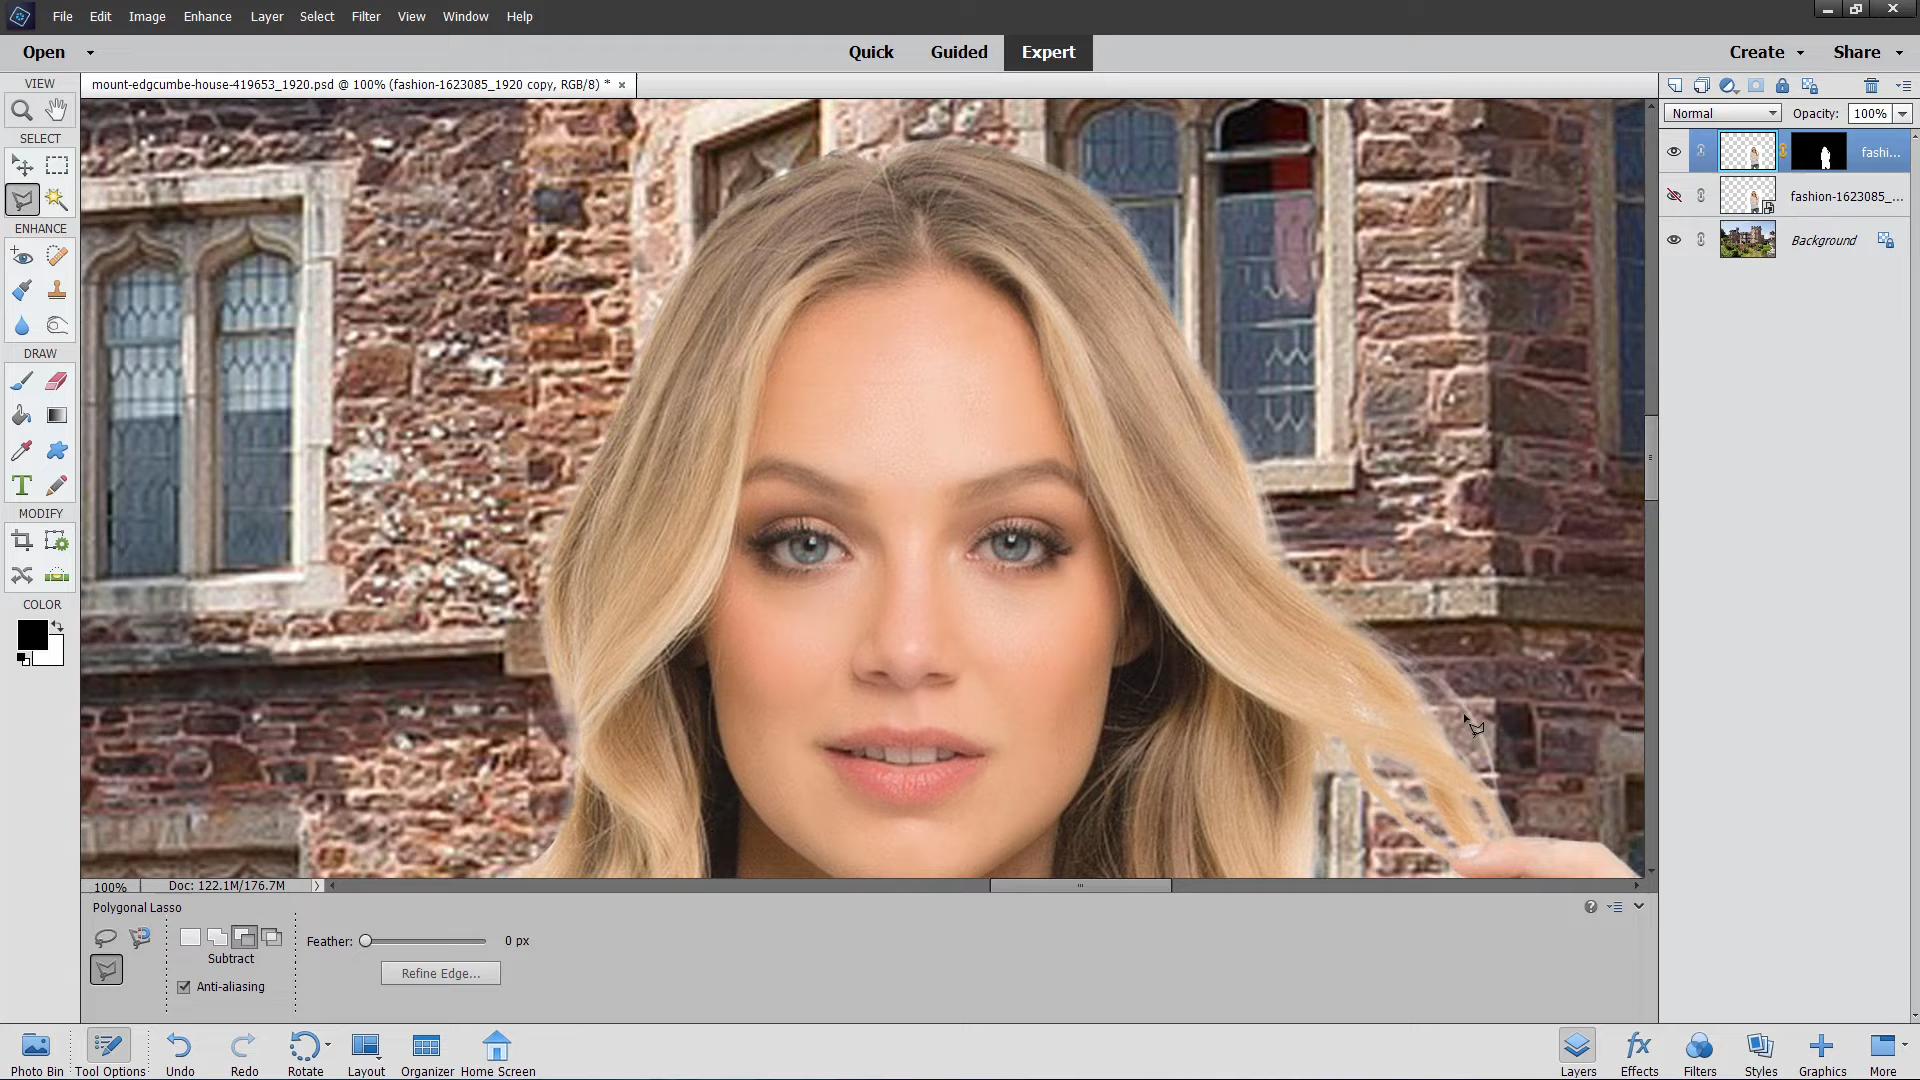 File Edit Image Enhance Layer Select Filter View Window Help
Open Quick Guided Expert Create Share
VIEW
mount-edgcumbe-house-419653_1920.psd @ 100% (fashion-1623085_1920 copy, RGB/8) * ×
Normal Opacity: 100%
SELECT
fashi...
fashion-1623085_...
ENHANCE
Background
DRAW
T
MODIFY
COLOR
100% Doc: 122.1M/176.7M
Polygonal Lasso
Feather: 0 px
Subtract
Refine Edge...
Anti-aliasing
Photo Bin Tool Options Undo Redo Rotate Layout Organizer Home Screen
fx
Layers Effects Filters Styles Graphics More